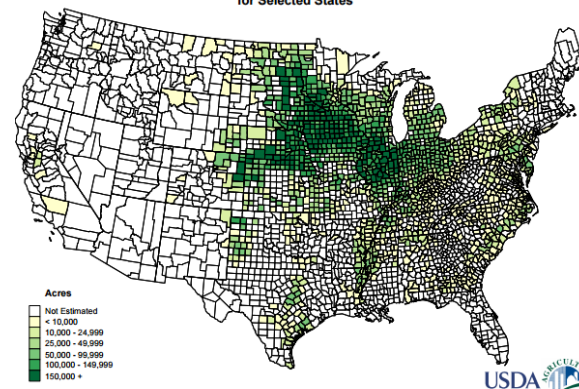 for Selected States
Acres
Not Estimated
< 10,000
10,000 - 24,999
25,000 - 49,999
50,000 - 99,999
100,000 - 149,999
150,000 +
USDA
AGRICULT